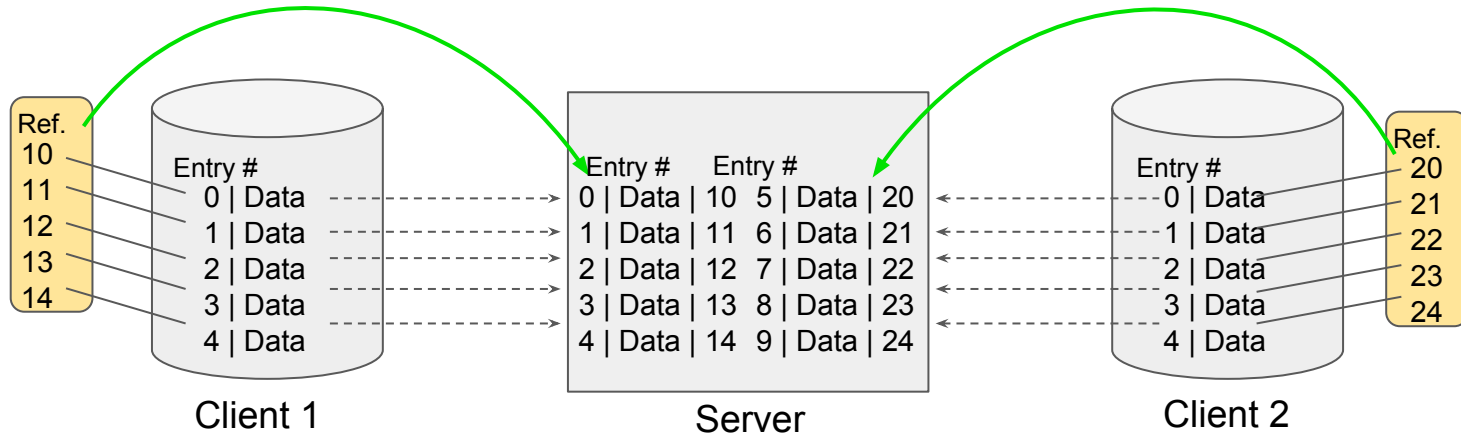 Ref.
10
11
12
13
14
Entry #
0 | Data
1 | Data
2 | Data
3 | Data
4 | Data
Client 1
Entry # Entry #
0 | Data | 10 5 | Data | 20
1 | Data | 11 6 | Data | 21
2 | Data | 12 7 | Data | 22
3 | Data | 13 8 | Data | 23
4 | Data | 14 9 | Data | 24
Server
Entry #
0 | Data
1 | Data
2 | Data
3 | Data
4 | Data
Client 2
Ref.
20
21
22
23
24